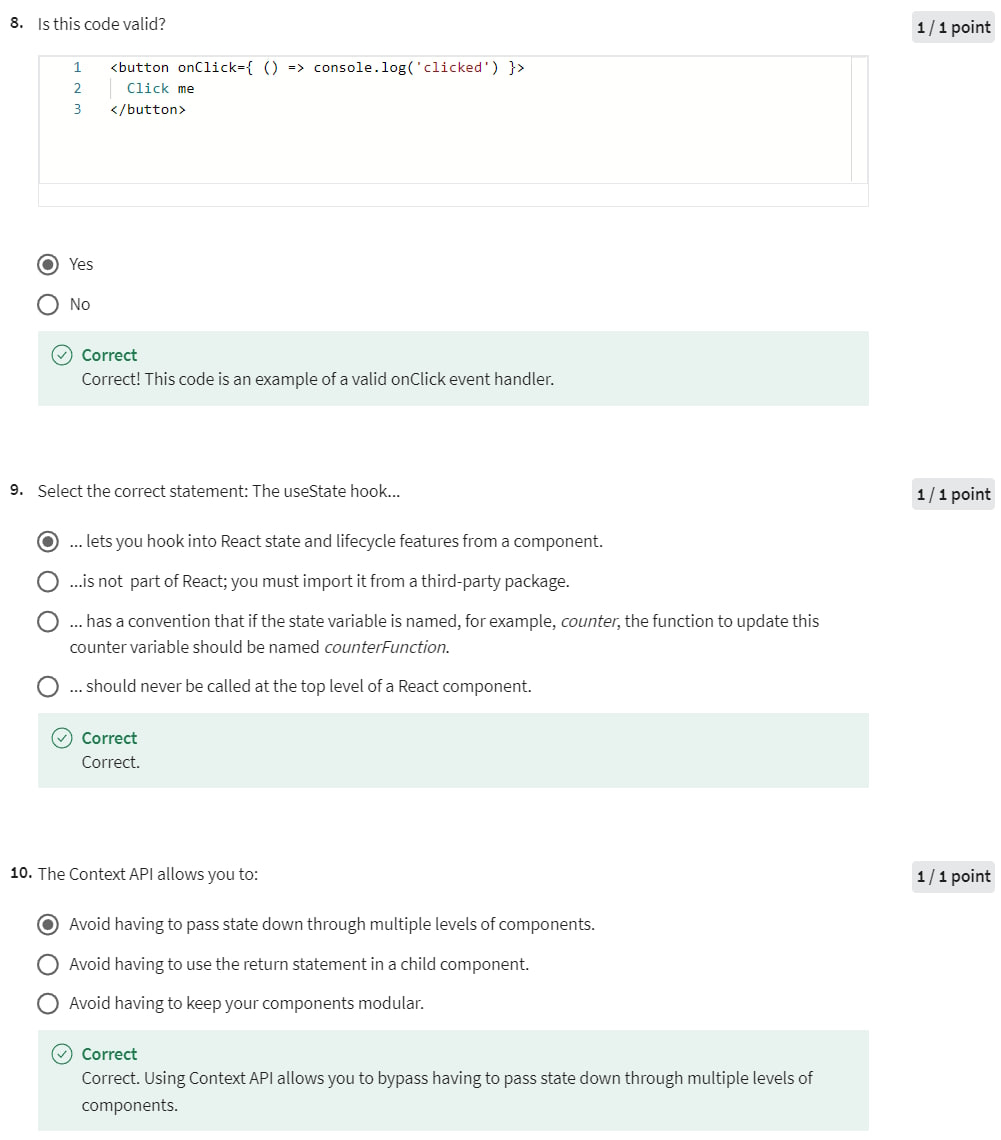 8. Is this code valid?
1 / 1 point
1 <button onClick={ () => console.log('clicked') }>
2 Click me
3 </button>
Yes
No
Correct
Correct! This code is an example of a valid onClick event handler.
9. Select the correct statement: The useState hook...
1 / 1 point
... lets you hook into React state and lifecycle features from a component.
...is not part of React; you must import it from a third-party package.
... has a convention that if the state variable is named, for example, counter, the function to update this
counter variable should be named counterFunction.
... should never be called at the top level of a React component.
Correct
Correct.
10. The Context API allows you to:
1 / 1 point
Avoid having to pass state down through multiple levels of components.
Avoid having to use the return statement in a child component.
Avoid having to keep your components modular.
Correct
Correct. Using Context API allows you to bypass having to pass state down through multiple levels of
components.